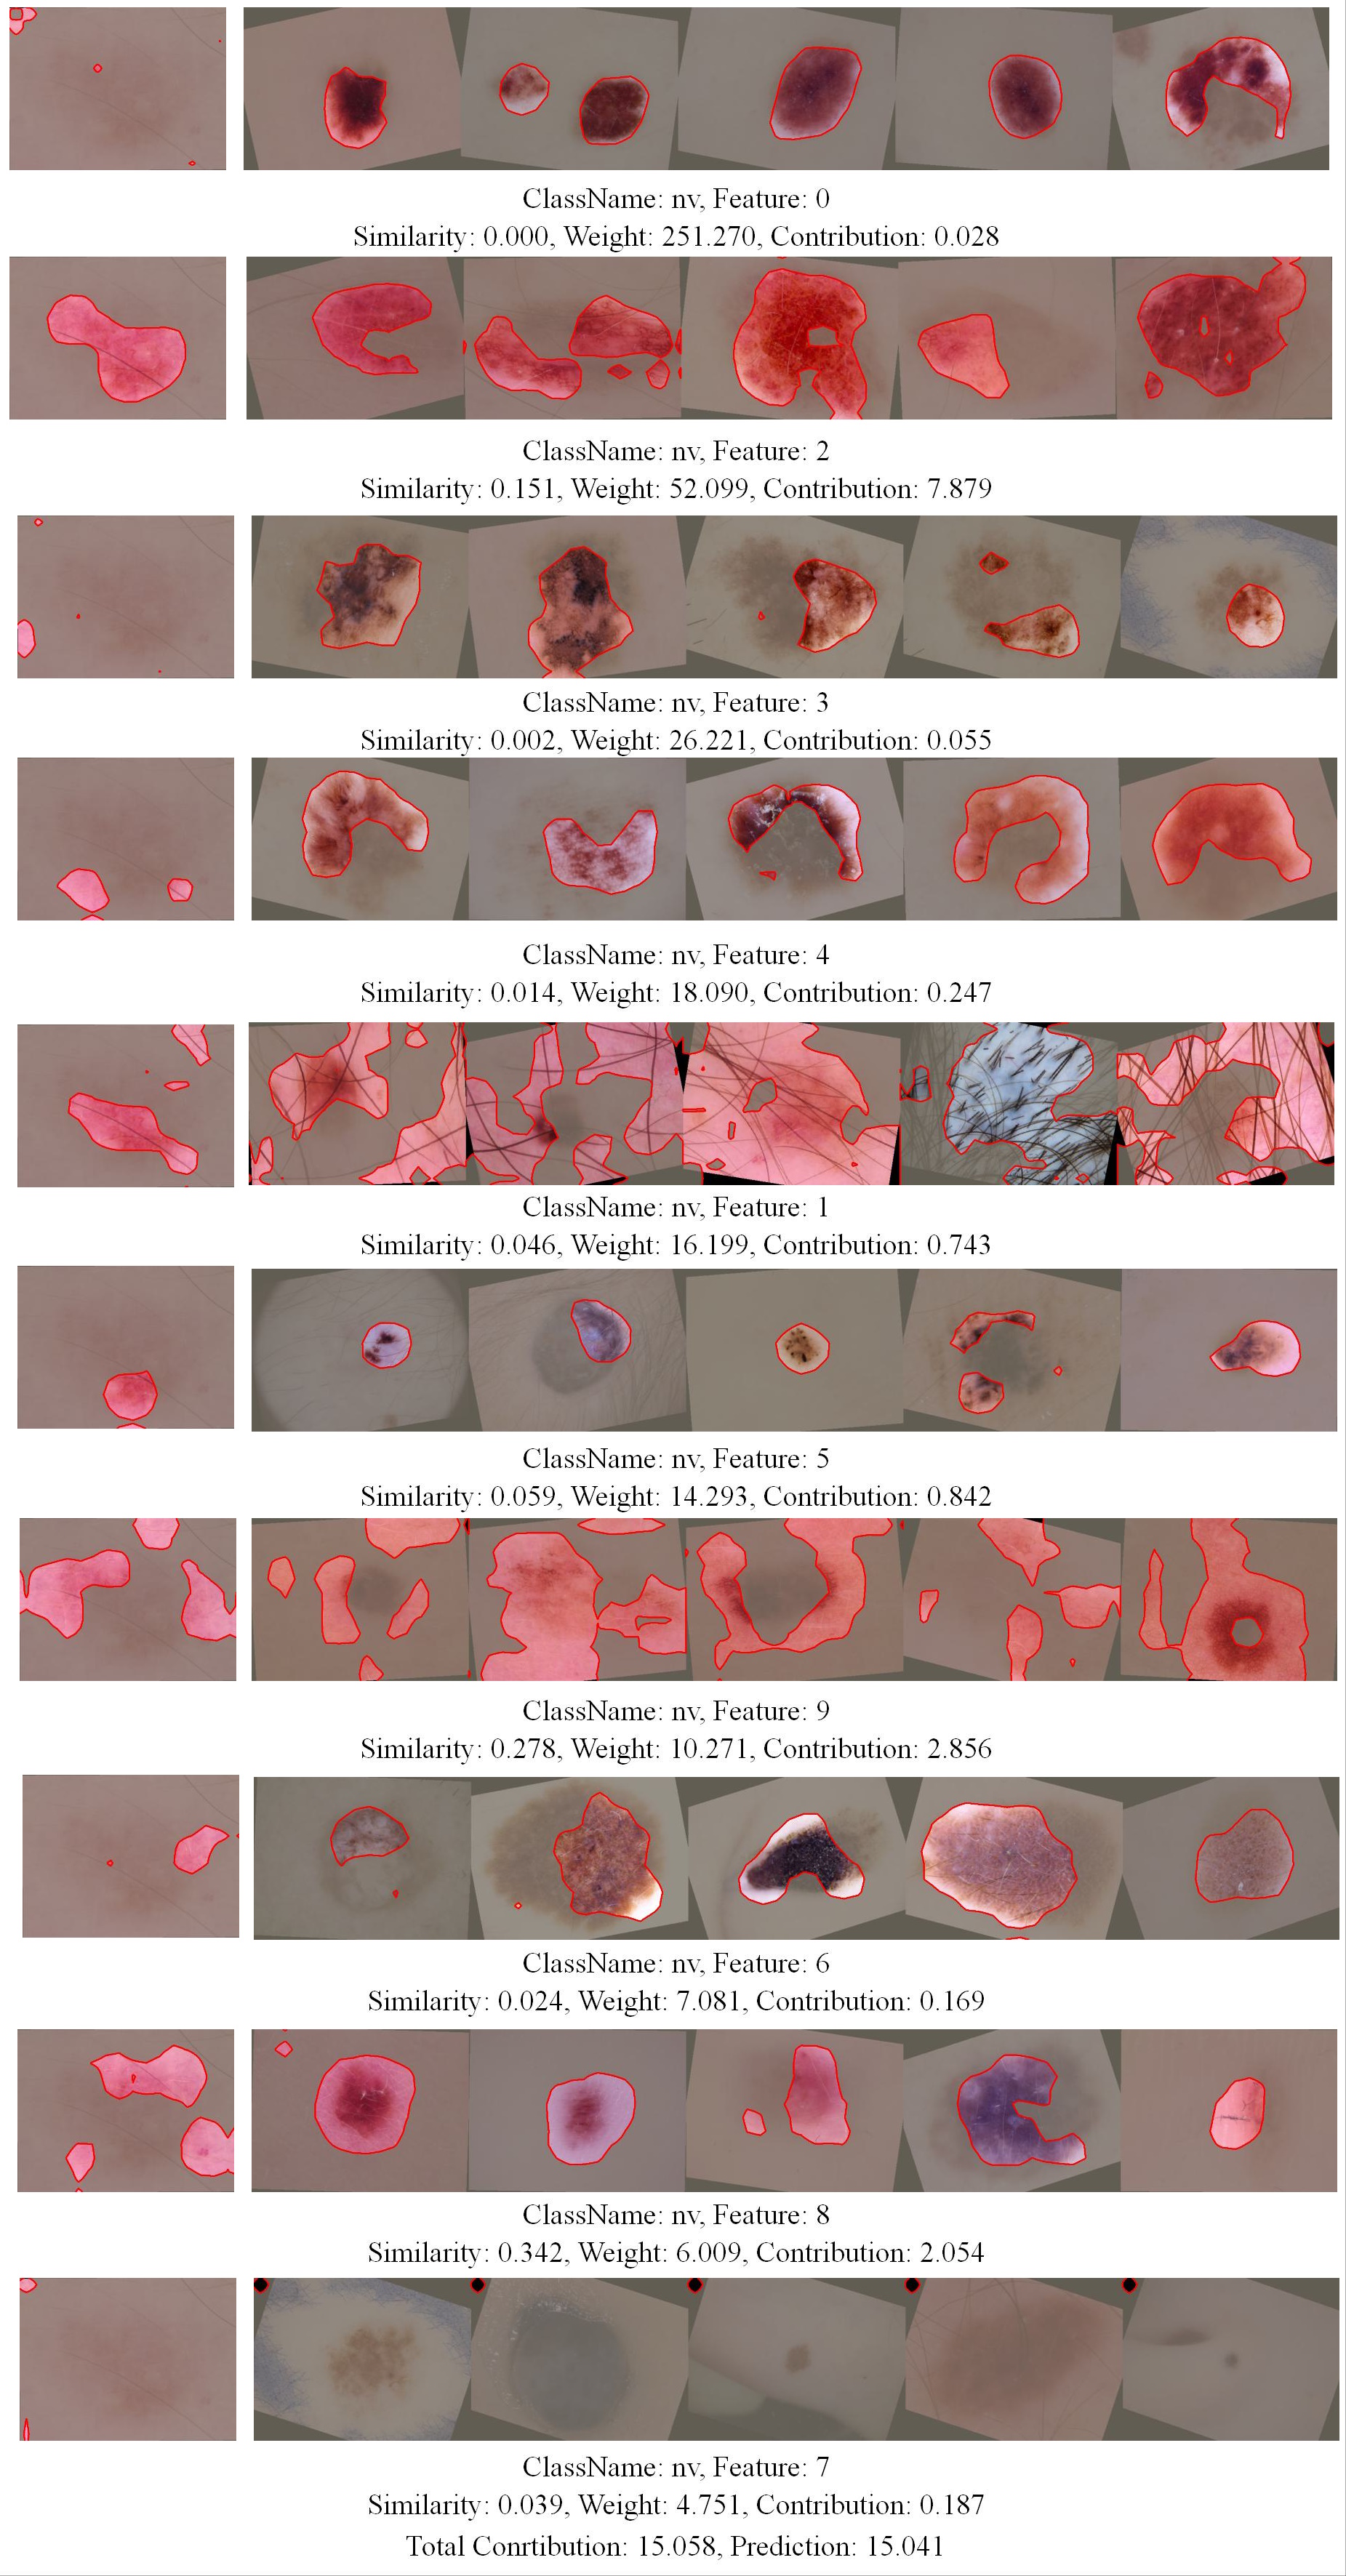 ClassName: nv, Feature: 0
Similarity: 0.000, Weight: 251.270, Contribution: 0.028
ClassName: nv, Feature: 2
Similarity: 0.151, Weight: 52.099, Contribution: 7.879
ClassName: nv, Feature: 3
Similarity: 0.002, Weight: 26.221, Contribution: 0.055
ClassName: nv, Feature: 4
Similarity: 0.014, Weight: 18.090, Contribution: 0.247
ClassName: nv, Feature: 1
Similarity: 0.046, Weight: 16.199, Contribution: 0.743
ClassName: nv, Feature: 5
Similarity: 0.059, Weight: 14.293, Contribution: 0.842
ClassName: nv, Feature: 9
Similarity: 0.278, Weight: 10.271, Contribution: 2.856
ClassName: nv, Feature: 6
Similarity: 0.024, Weight: 7.081, Contribution: 0.169
ClassName: nv, Feature: 8
Similarity: 0.342, Weight: 6.009, Contribution: 2.054
ClassName: nv, Feature: 7
Similarity: 0.039, Weight: 4.751, Contribution: 0.187
Total Conrtibution: 15.058, Prediction: 15.041